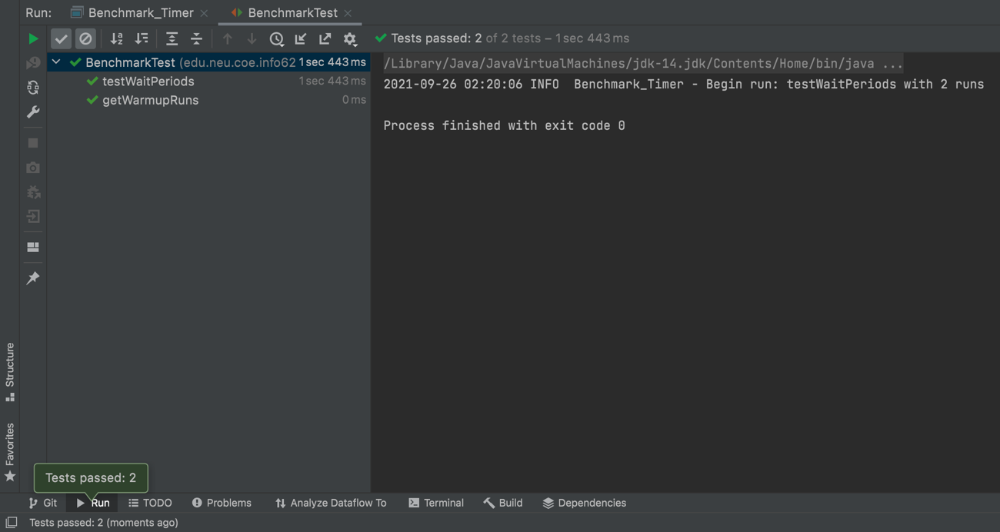 Run: Benchmark_Timer BenchmarkTest
Tests passed: 2 of 2 tests – 1 sec 443 ms
BenchmarkTest (edu.neu.coe.info62 1 sec 443 ms
testWaitPeriods 1 sec 443 ms
getWarmupRuns 0 ms
/Library/Java/JavaVirtualMachines/jdk-14.jdk/Contents/Home/bin/java ...
2021-09-26 02:20:06 INFO  Benchmark_Timer - Begin run: testWaitPeriods with 2 runs
Process finished with exit code 0
Structure
Favorites
Tests passed: 2
Git Run TODO Problems Analyze Dataflow To Terminal Build Dependencies
Tests passed: 2 (moments ago)